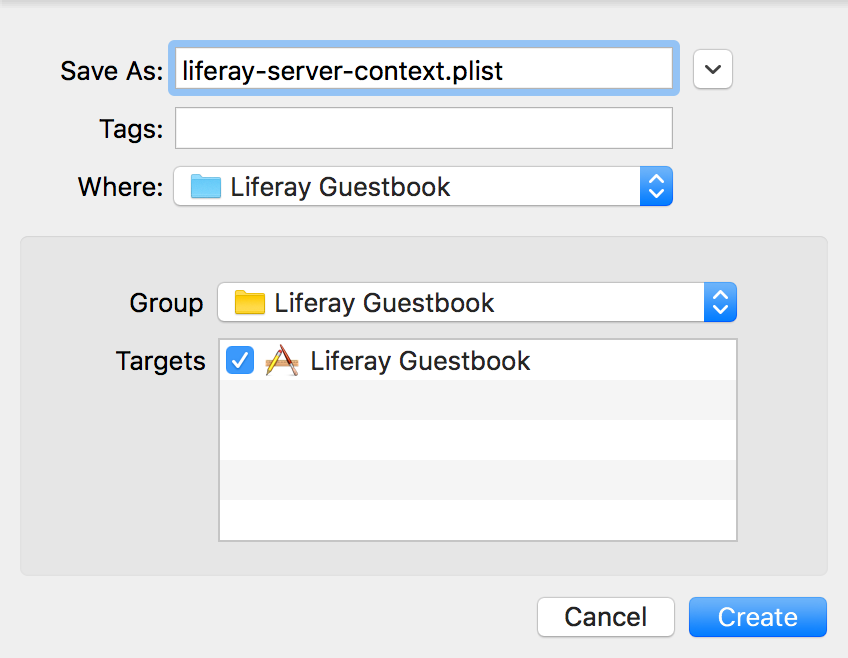 Save As: liferay-server-context.plist
Tags:
Where: Liferay Guestbook
Group Liferay Guestbook
Targets Liferay Guestbook
Cancel Create